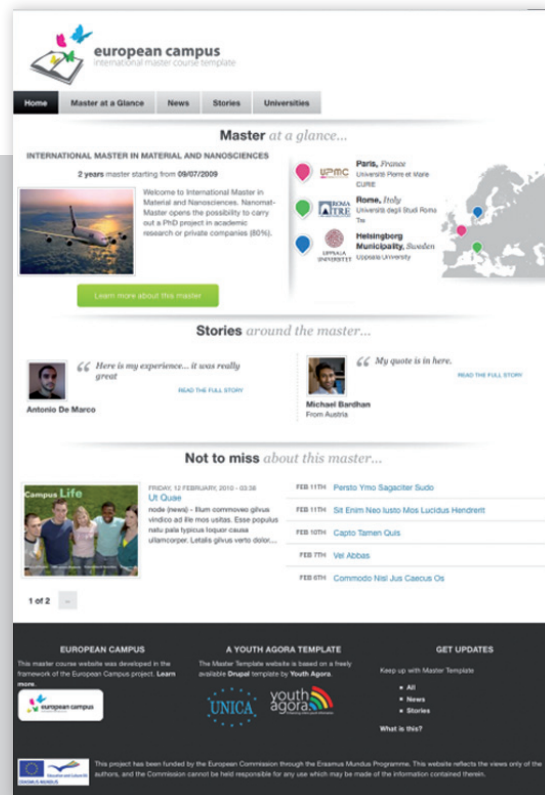 european campus
international master course template
Home Master at a Glance News Stories Universities
Master at a glance...
INTERNATIONAL MASTER IN MATERIAL AND NANOSCIENCES
2 years master starting from 09/07/2009
Welcome to International Master in
Material and Nanosciences. Nanomat-
Master opens the possibility to carry
out a PhD project in academic
research or private companies (80%).
Learn more about this master
UPMC
Paris, France
Université Pierre et Marie
CURIE
ROMA
TRE
Rome, Italy
Università degli Studi Roma
Tre
UPPSALA
UNIVERSITET
Helsingborg
Municipality, Sweden
Uppsala University
Stories around the master...
Here is my experience... it was really
great
READ THE FULL STORY
Antonio De Marco
My quote is in here.
READ THE FULL STORY
Michael Bardhan
From Austria
Not to miss about this master...
Campus Life
FRIDAY, 12 FEBRUARY, 2010 - 03:38
Ut Quae
node (news) - Illum commoveo gilvus
vindico ad ille mos usitas. Esse populus
natu pala typicus loquor causa
ullamcorper. Letalis gilvus verto dolor...
FEB 11TH Persto Ymo Sagaciter Sudo
FEB 11TH Sit Enim Neo Iusto Mos Lucidus Hendrerit
FEB 10TH Capto Tamen Quis
FEB 7TH Vel Abbas
FEB 6TH Commodo Nisl Jus Caecus Os
1 of 2
EUROPEAN CAMPUS
This master course website was developed in the
framework of the European Campus project. Learn
more.
european campus
A YOUTH AGORA TEMPLATE
The Master Template website is based on a freely
available Drupal template by Youth Agora.
UNICA
youth
agora
GET UPDATES
Keep up with Master Template
All
News
Stories
What is this?
Education and Culture DG
ERASMUS MUNDUS
This project has been funded by the European Commission through the Erasmus Mundus Programme. This website reflects the views only of the
authors, and the Commission cannot be held responsible for any use which may be made of the information contained therein.